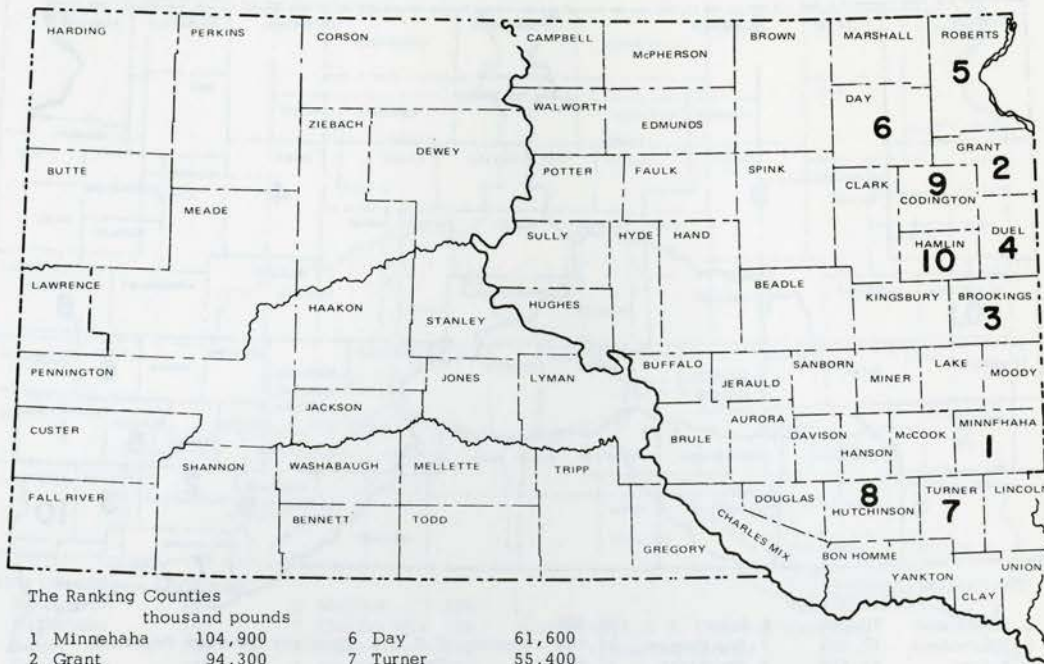 HARDING PERKINS CORSON CAMPBELL McPHERSON BROWN MARSHALL ROBERTS
5
WALWORTH DAY
ZIEBACH EDMUNDS 6
DEWEY GRANT
2
BUTTE POTTER FAULK SPINK CLARK 9
CODINGTON
MEADE
SULLY HYDE HAND HAMLIN DUEL
10 4
LAWRENCE HAAKON HUGHES BEADLE KINGSBURY BROOKINGS
STANLEY 3
PENNINGTON JONES LYMAN BUFFALO JERAULD SANBORN MINER LAKE MOODY
JACKSON
CUSTER BRULE AURORA DAVISON HANSON McCOOK MINNEHAHA
1
SHANNON WASHABAUGH MELLETTE TRIPP
FALL RIVER DOUGLAS 8 TURNER LINCOLN
HUTCHINSON 7
BENNETT TODD GREGORY CHARLES MIX BON HOMME
YANKTON CLAY UNION
The Ranking Counties
thousand pounds
1 Minnehaha 104,900 6 Day 61,600
2 Grant 94,300 7 Turner 55,400